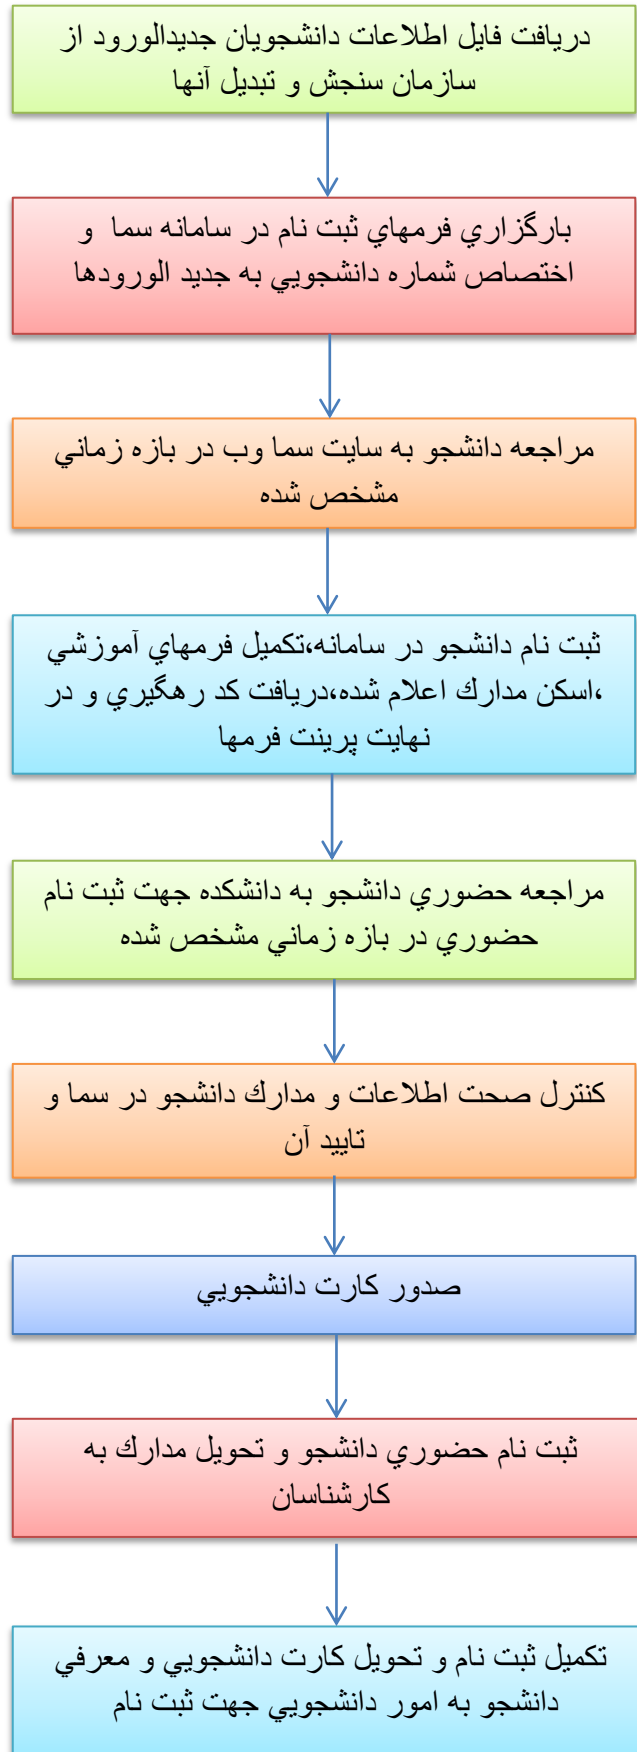 دريافت فايل اطلاعات دانشجويان جديدالورود از
سازمان سنجش و تبديل آنها
بارگزاري فرمهاي ثبت نام در سامانه سما و
اختصاص شماره دانشجويي به جديد الورودها
مراجعه دانشجو به سايت سما وب در بازه زماني
مشخص شده
ثبت نام دانشجو در سامانه،تكميل فرمهاي آموزشي
،اسكن مدارك اعلام شده،دريافت كد رهگيري و در
نهايت پرينت فرمها
مراجعه حضوري دانشجو به دانشكده جهت ثبت نام
حضوري در بازه زماني مشخص شده
كنترل صحت اطلاعات و مدارك دانشجو در سما و
تاييد آن
صدور كارت دانشجويي
ثبت نام حضوري دانشجو و تحويل مدارك به
كارشناسان
تكميل ثبت نام و تحويل كارت دانشجويي و معرفي
دانشجو به امور دانشجويي جهت ثبت نام